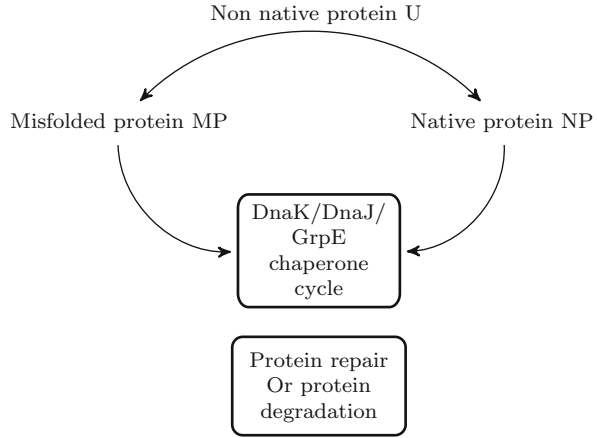 Non native protein U
Misfolded protein MP
Native protein NP
DnaK/DnaJ/
GrpE
chaperone
cycle
Protein repair
Or protein
degradation